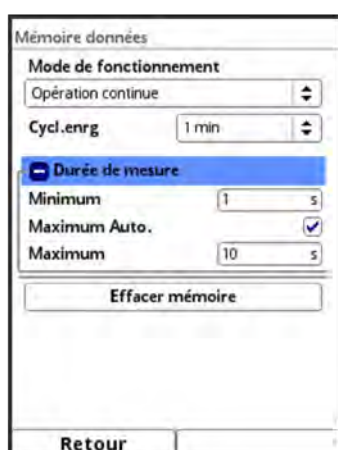 Mémoire données
Mode de fonctionnement
Opération continue
Cycl.enrg 1 min
Durée de mesure
Minimum 1 s
Maximum Auto.
Maximum 10 s
Effacer mémoire
Retour